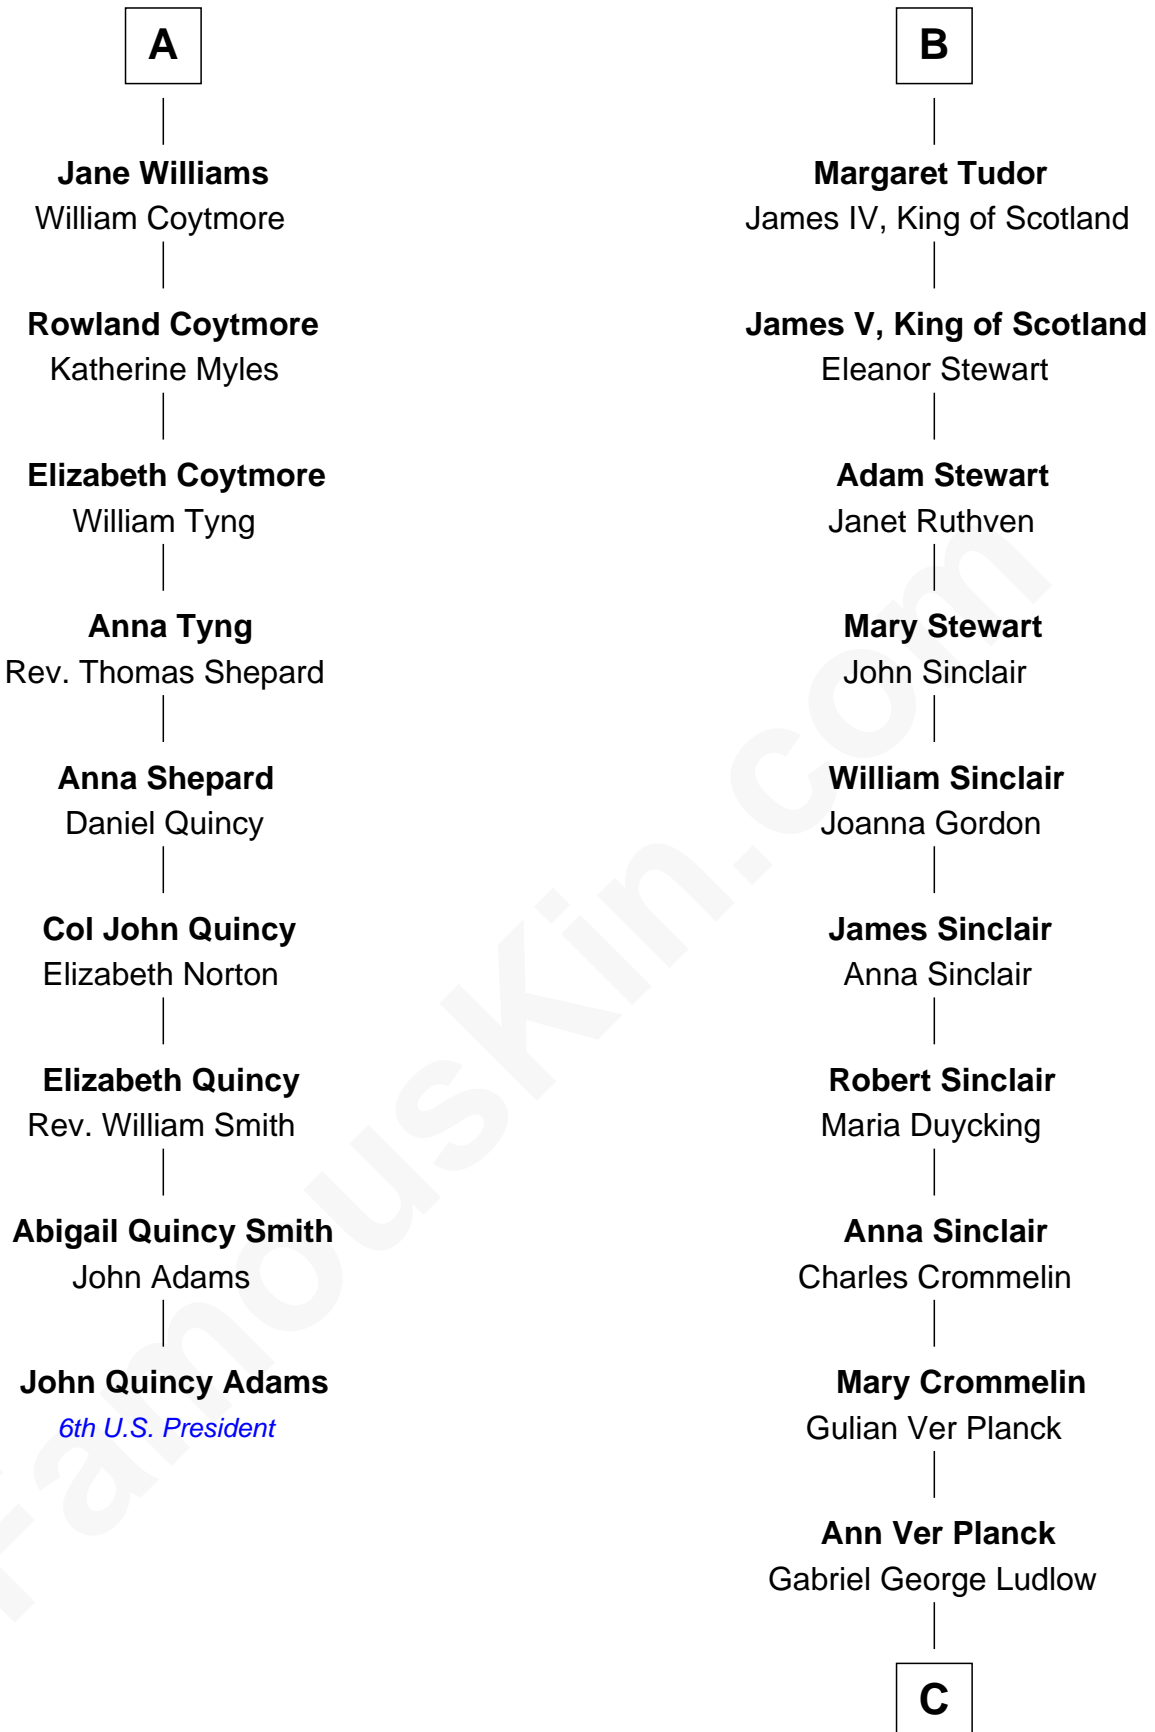 A
Jane Williams
William Coytmore
Rowland Coytmore
Katherine Myles
Elizabeth Coytmore
William Tyng
Anna Tyng
Rev. Thomas Shepard
Anna Shepard
Daniel Quincy
Col John Quincy
Elizabeth Norton
Elizabeth Quincy
Rev. William Smith
Abigail Quincy Smith
John Adams
John Quincy Adams
6th U.S. President
B
Margaret Tudor
James IV, King of Scotland
James V, King of Scotland
Eleanor Stewart
Adam Stewart
Janet Ruthven
Mary Stewart
John Sinclair
William Sinclair
Joanna Gordon
James Sinclair
Anna Sinclair
Robert Sinclair
Maria Duycking
Anna Sinclair
Charles Crommelin
Mary Crommelin
Gulian Ver Planck
Ann Ver Planck
Gabriel George Ludlow
C
FamousKin.com